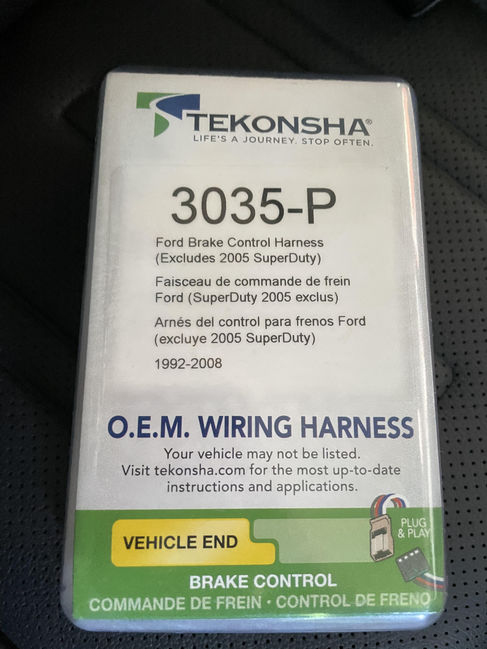 TEKONSHA®
LIFE'S A JOURNEY. STOP OFTEN.
3035-P
Ford Brake Control Harness
(Excludes 2005 SuperDuty)
Faisceau de commande de frein
Ford (SuperDuty 2005 exclus)
Arnés del control para frenos Ford
(excluye 2005 SuperDuty)
1992-2008
O.E.M. WIRING HARNESS
Your vehicle may not be listed.
Visit tekonsha.com for the most up-to-date
instructions and applications.
PLUG
& PLAY
VEHICLE END
BRAKE CONTROL
COMMANDE DE FREIN · CONTROL DE FRENO